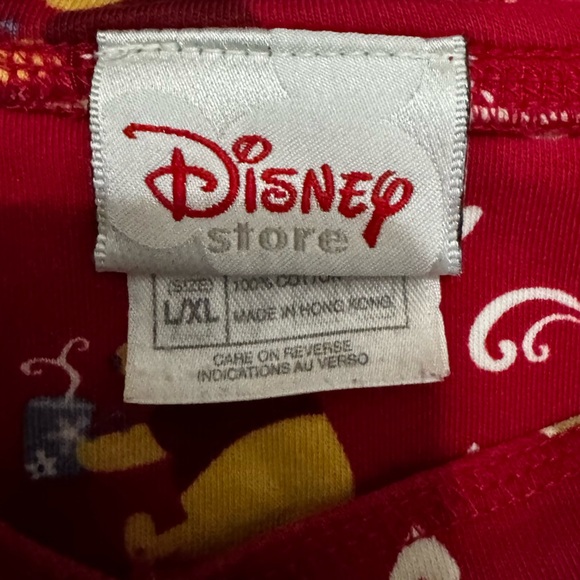 DISNEY
store
(SIZE)
L/XL
100% COTTON
MADE IN HONG KONG
CARE ON REVERSE
INDICATIONS AU VERSO